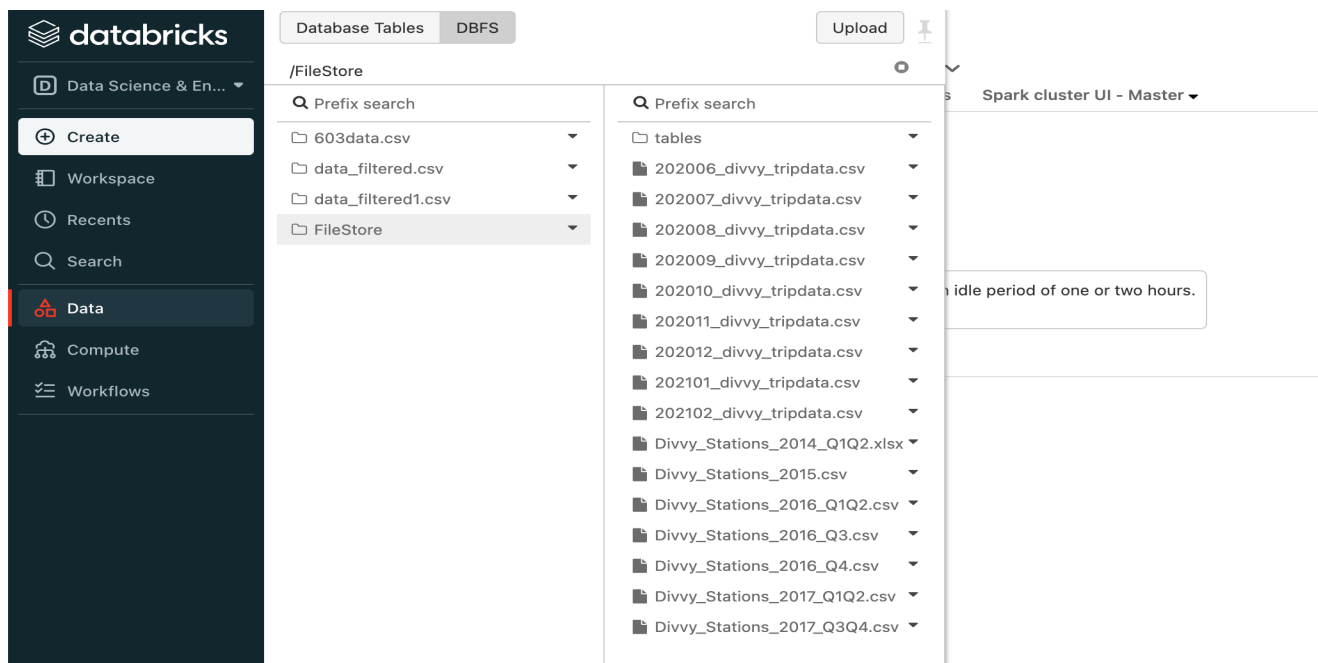 databricks
Data Science & En...
Create
Workspace
Recents
Search
Data
Compute
Workflows
Database Tables
DBFS
Upload
/FileStore
Prefix search
603data.csv
data_filtered.csv
data_filtered1.csv
FileStore
Prefix search
tables
202006_divvy_tripdata.csv
202007_divvy_tripdata.csv
202008_divvy_tripdata.csv
202009_divvy_tripdata.csv
202010_divvy_tripdata.csv
202011_divvy_tripdata.csv
202012_divvy_tripdata.csv
202101_divvy_tripdata.csv
202102_divvy_tripdata.csv
Divvy_Stations_2014_Q1Q2.xlsx
Divvy_Stations_2015.csv
Divvy_Stations_2016_Q1Q2.csv
Divvy_Stations_2016_Q3.csv
Divvy_Stations_2016_Q4.csv
Divvy_Stations_2017_Q1Q2.csv
Divvy_Stations_2017_Q3Q4.csv
Spark cluster UI - Master
idle period of one or two hours.